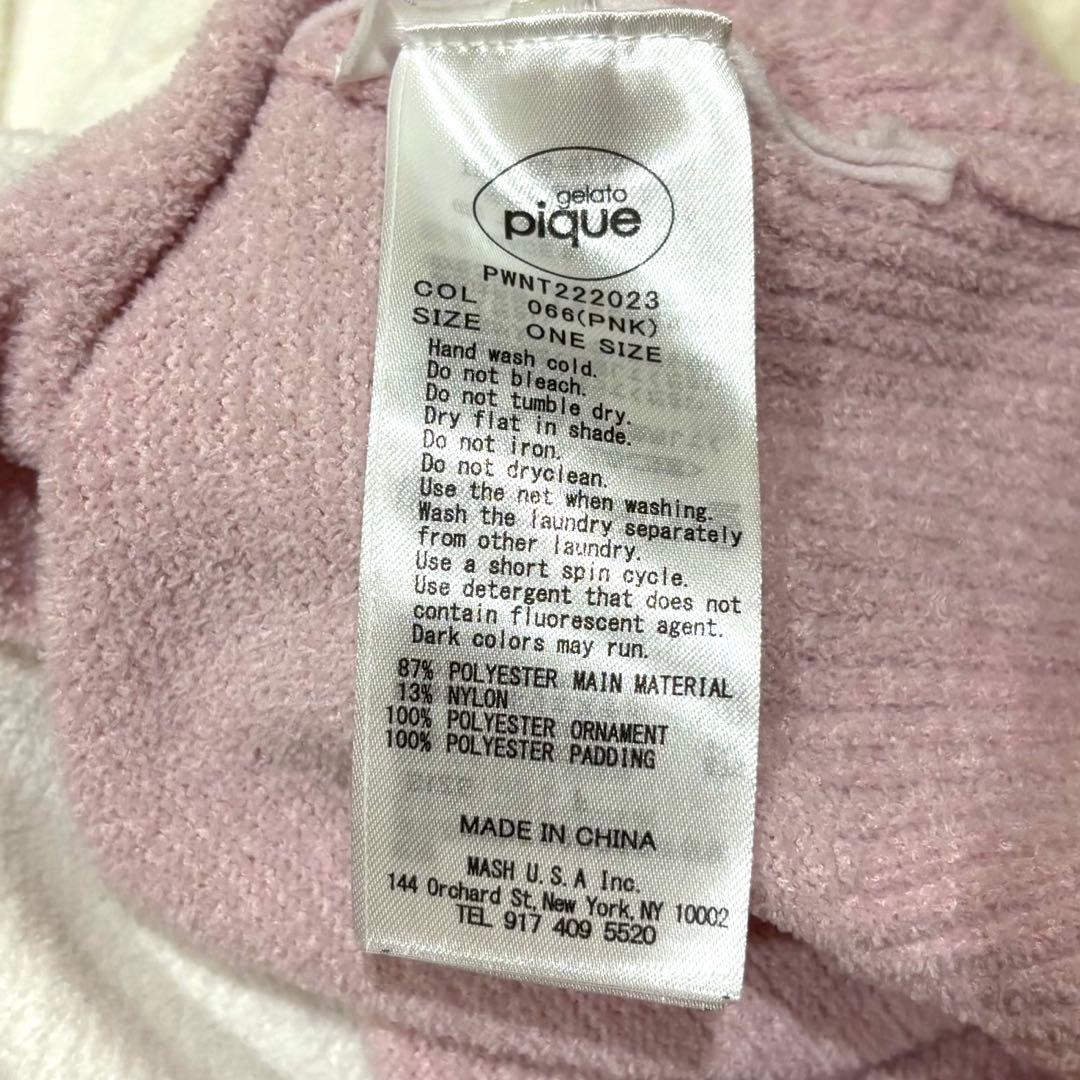 gelato
pique
PWNT222023
COL 066(PNK)
SIZE ONE SIZE
Hand wash cold.
Do not bleach.
Do not tumble dry.
Dry flat in shade.
Do not iron.
Do not dryclean.
Use the net when washing.
Wash the laundry separately
from other laundry.
Use a short spin cycle.
Use detergent that does not
contain fluorescent agent.
Dark colors may run.
87% POLYESTER MAIN MATERIAL
13% NYLON
100% POLYESTER ORNAMENT
100% POLYESTER PADDING
MADE IN CHINA
MASH U.S.A Inc.
144 Orchard St,New York,NY 10002
TEL 917 409 5520